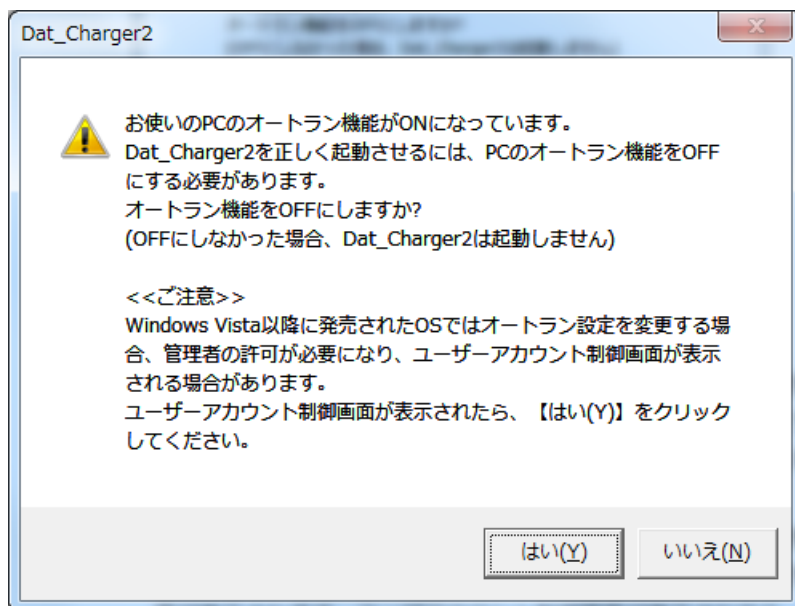 Dat_Charger2
お使いのPCのオートラン機能がONになっています。
Dat_Charger2を正しく起動させるには、PCのオートラン機能をOFF
にする必要があります。
オートラン機能をOFFにしますか?
(OFFにしなかった場合、Dat_Charger2は起動しません)
<<ご注意>>
Windows Vista以降に発売されたOSではオートラン設定を変更する場
合、管理者の許可が必要になり、ユーザーアカウント制御画面が表示
される場合があります。
ユーザーアカウント制御画面が表示されたら、【はい(Y)】をクリック
してください。
はい(Y)
いいえ(N)